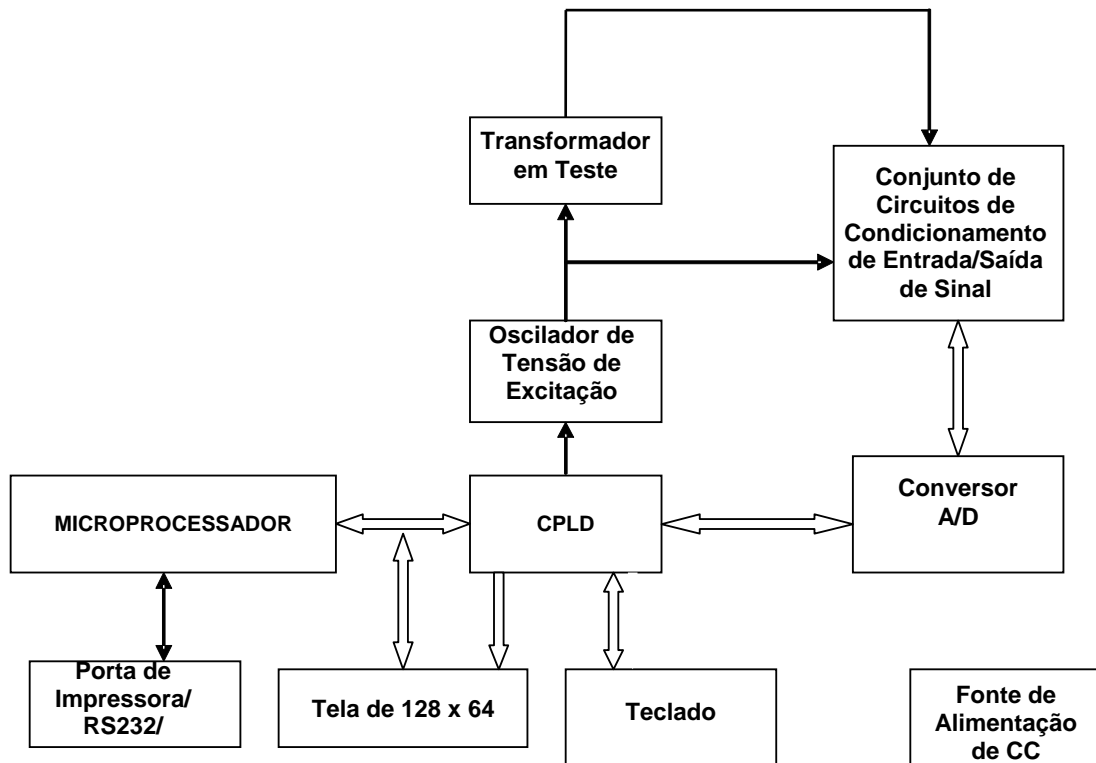 Transformador
em Teste
Conjunto de
Circuitos de
Condicionamento
de Entrada/Saída
de Sinal
Oscilador de
Tensão de
Excitação
MICROPROCESSADOR
CPLD
Conversor
A/D
Porta de
Impressora/
RS232/
Tela de 128 x 64
Teclado
Fonte de
Alimentação
de CC